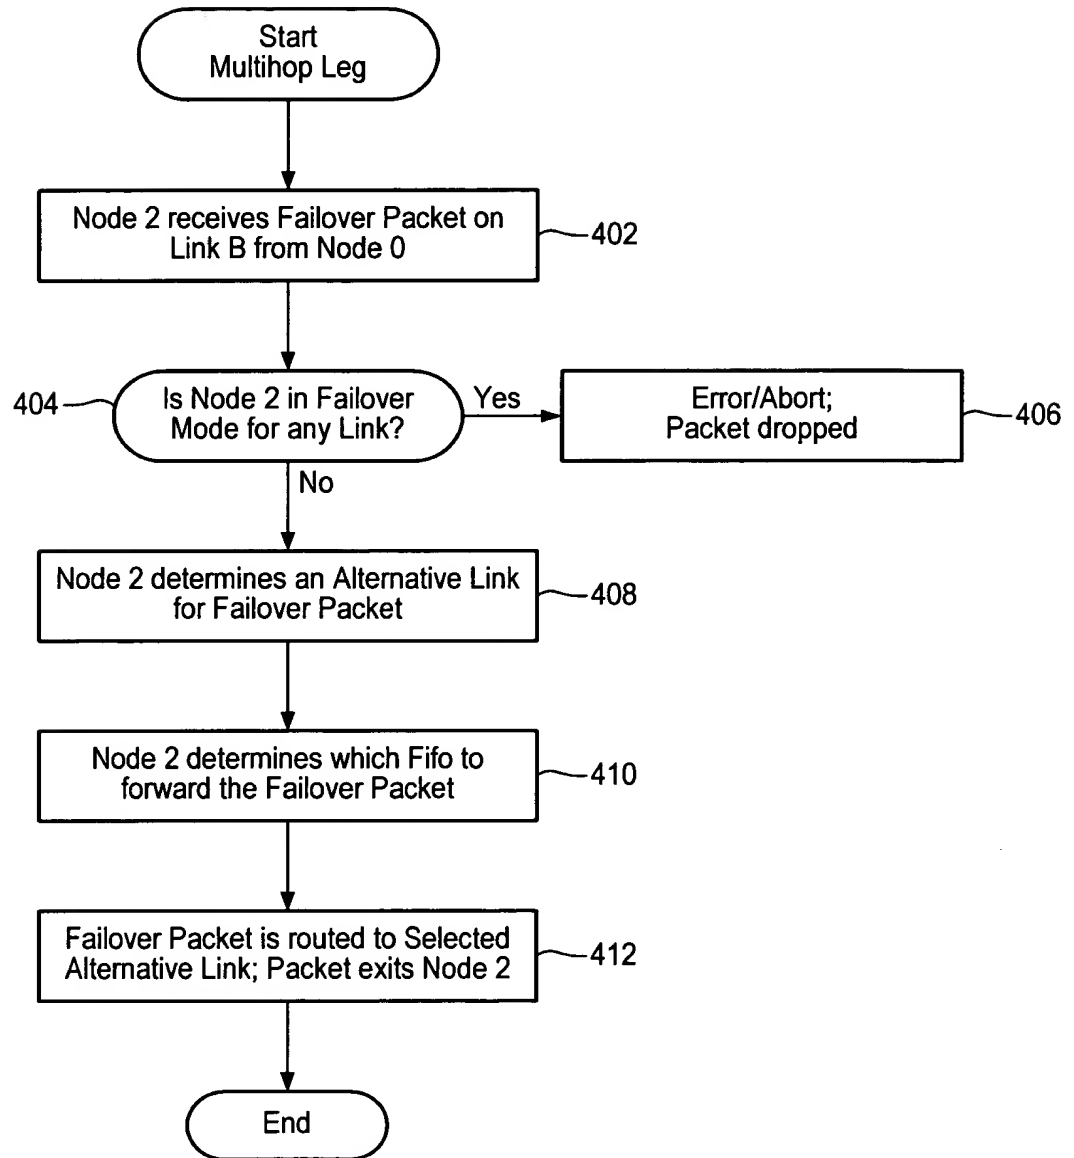 Start
Multihop Leg
Node 2 receives Failover Packet on
Link B from Node 0
402
404
Is Node 2 in Failover
Mode for any Link?
Yes
Error/Abort;
Packet dropped
406
No
Node 2 determines an Alternative Link
for Failover Packet
408
Node 2 determines which Fifo to
forward the Failover Packet
410
Failover Packet is routed to Selected
Alternative Link; Packet exits Node 2
412
End